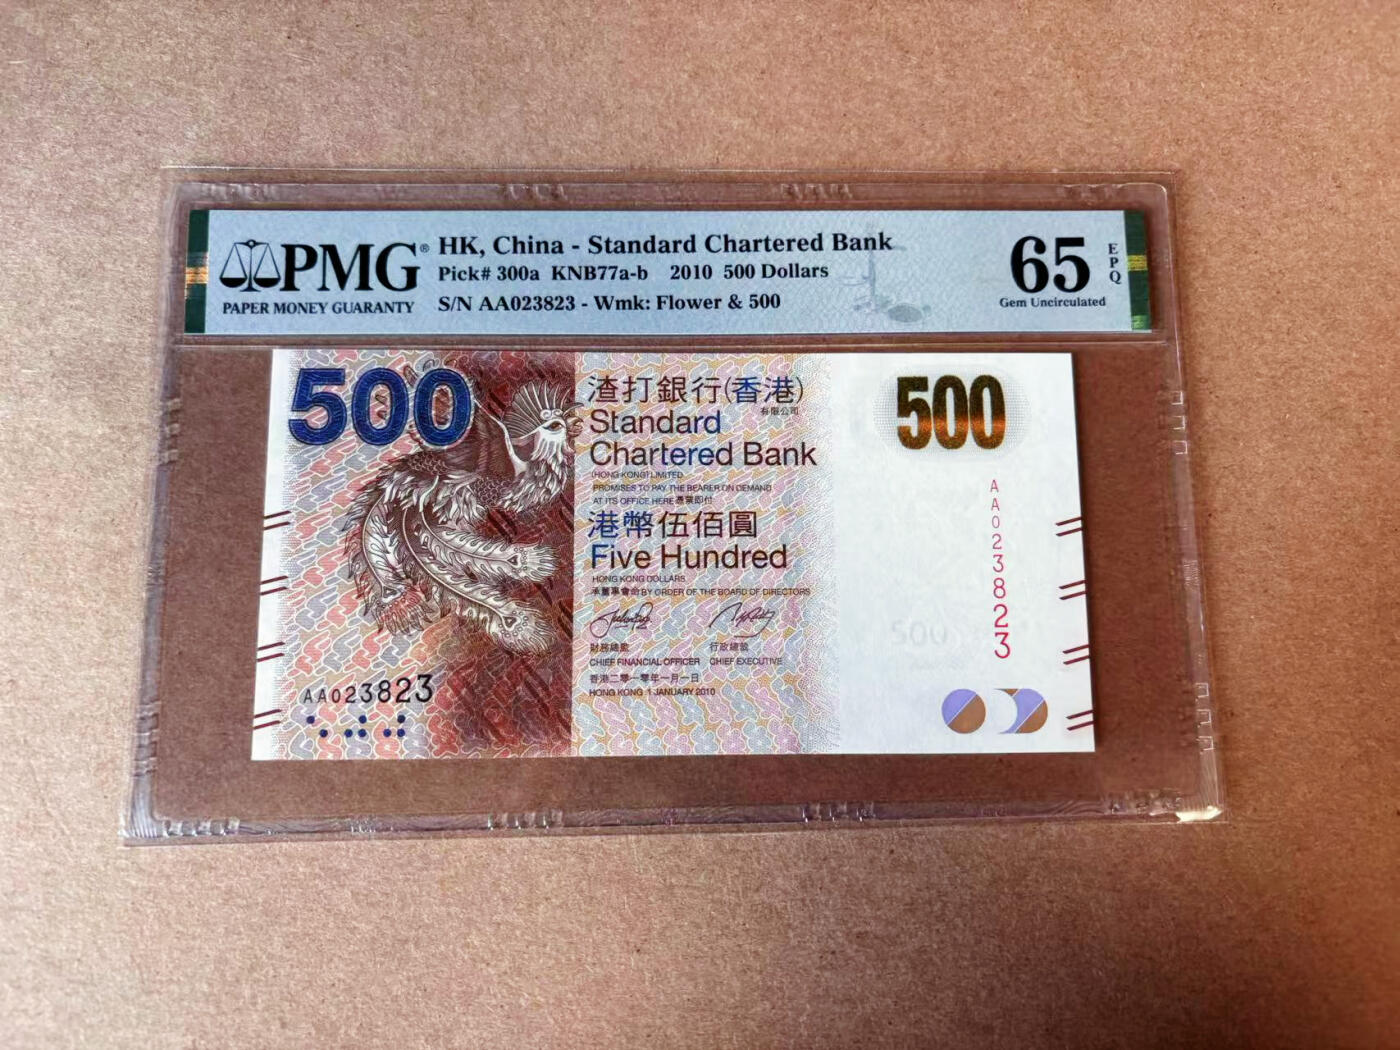 PMG®
PAPER MONEY GUARANTY
HK, China - Standard Chartered Bank
Pick# 300a KNB77a-b 2010 500 Dollars
S/N AA023823 - Wmk: Flower & 500
65
EPQ
Gem Uncirculated
500
渣打銀行(香港)
有限公司
Standard
Chartered Bank
(HONG KONG) LIMITED
PROMISES TO PAY THE BEARER ON DEMAND
AT ITS OFFICE HERE 憑票即付
港幣伍佰圓
Five Hundred
HONG KONG DOLLARS
承董事會命 BY ORDER OF THE BOARD OF DIRECTORS
財務總監 行政總裁
CHIEF FINANCIAL OFFICER CHIEF EXECUTIVE
香港二零一零年一月一日
HONG KONG 1 JANUARY 2010
AA023823
500
AA023823
500